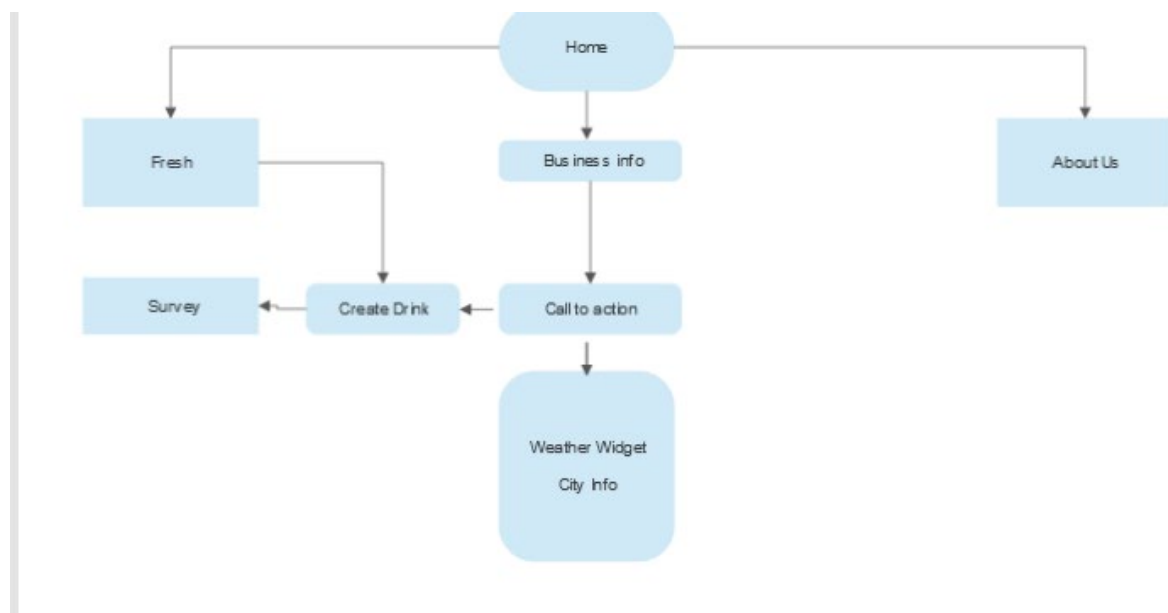 Home
Fresh
Business info
About Us
Survey
Create Drink
Call to action
Weather Widget
City Info